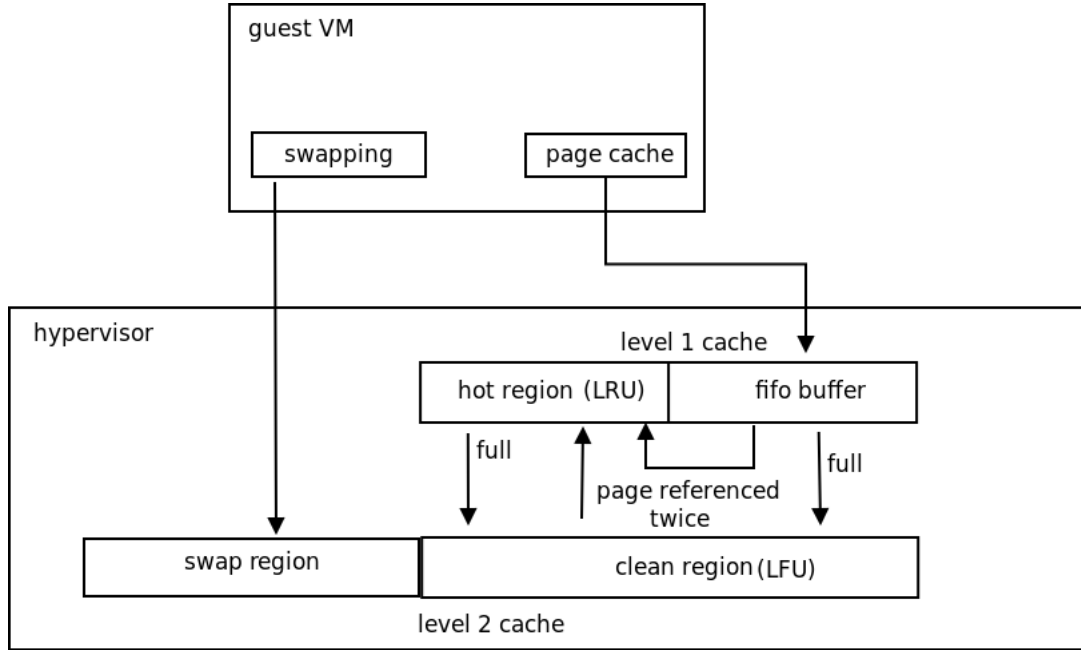 guest VM
swapping
page cache
hypervisor
level 1 cache
hot region (LRU)
fifo buffer
full
full
page referenced
twice
swap region
clean region (LFU)
level 2 cache